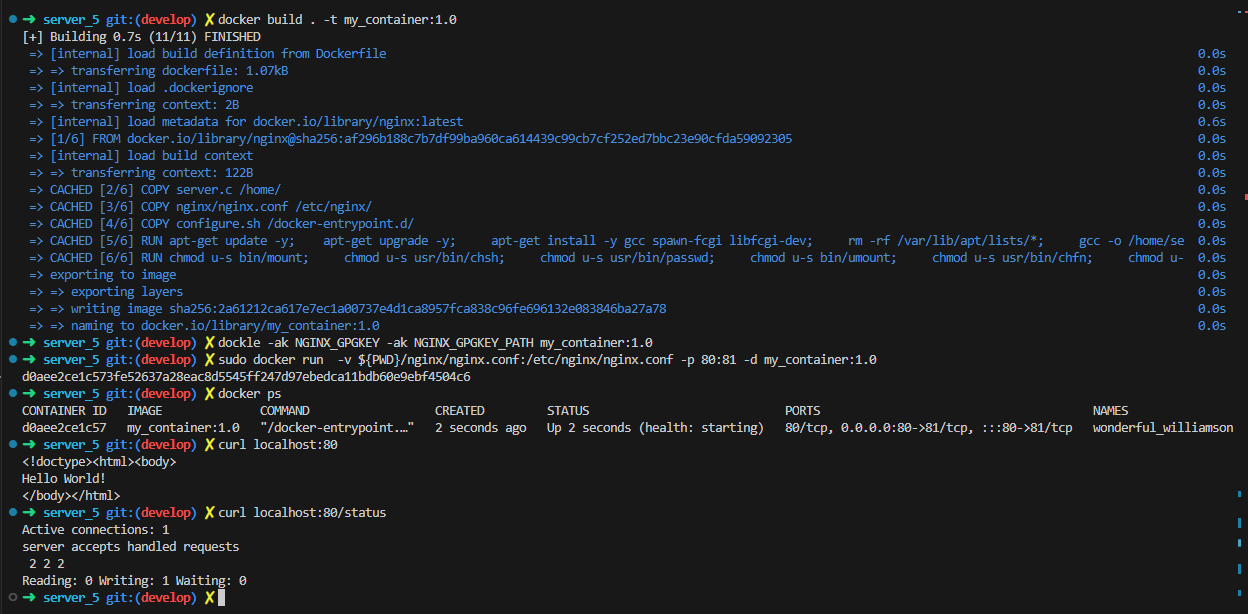 ➜ server_5 git:(develop) ✗ docker build . -t my_container:1.0
[+] Building 0.7s (11/11) FINISHED
=> [internal] load build definition from Dockerfile 0.0s
=> => transferring dockerfile: 1.07kB 0.0s
=> [internal] load .dockerignore 0.0s
=> => transferring context: 2B 0.0s
=> [internal] load metadata for docker.io/library/nginx:latest 0.6s
=> [1/6] FROM docker.io/library/nginx@sha256:af296b188c7b7df99ba960ca614439c99cb7cf252ed7bbc23e90cfda59092305 0.0s
=> [internal] load build context 0.0s
=> => transferring context: 122B 0.0s
=> CACHED [2/6] COPY server.c /home/ 0.0s
=> CACHED [3/6] COPY nginx/nginx.conf /etc/nginx/ 0.0s
=> CACHED [4/6] COPY configure.sh /docker-entrypoint.d/ 0.0s
=> CACHED [5/6] RUN apt-get update -y; apt-get upgrade -y; apt-get install -y gcc spawn-fcgi libfcgi-dev; rm -rf /var/lib/apt/lists/*; gcc -o /home/se 0.0s
=> CACHED [6/6] RUN chmod u-s bin/mount; chmod u-s usr/bin/chsh; chmod u-s usr/bin/passwd; chmod u-s bin/umount; chmod u-s usr/bin/chfn; chmod u- 0.0s
=> exporting to image 0.0s
=> => exporting layers 0.0s
=> => writing image sha256:2a61212ca617e7ec1a00737e4d1ca8957fca838c96fe696132e083846ba27a78 0.0s
=> => naming to docker.io/library/my_container:1.0 0.0s
➜ server_5 git:(develop) ✗ dockle -ak NGINX_GPGKEY -ak NGINX_GPGKEY_PATH my_container:1.0
➜ server_5 git:(develop) ✗ sudo docker run -v ${PWD}/nginx/nginx.conf:/etc/nginx/nginx.conf -p 80:81 -d my_container:1.0
d0aee2ce1c573fe52637a28eac8d5545ff247d97ebedca11bdb60e9ebf4504c6
➜ server_5 git:(develop) ✗ docker ps
CONTAINER ID IMAGE COMMAND CREATED STATUS PORTS NAMES
d0aee2ce1c57 my_container:1.0 "/docker-entrypoint.…" 2 seconds ago Up 2 seconds (health: starting) 80/tcp, 0.0.0.0:80->81/tcp, :::80->81/tcp wonderful_williamson
➜ server_5 git:(develop) ✗ curl localhost:80
<!doctype><html><body>
Hello World!
</body></html>
➜ server_5 git:(develop) ✗ curl localhost:80/status
Active connections: 1
server accepts handled requests
2 2 2
Reading: 0 Writing: 1 Waiting: 0
➜ server_5 git:(develop) ✗